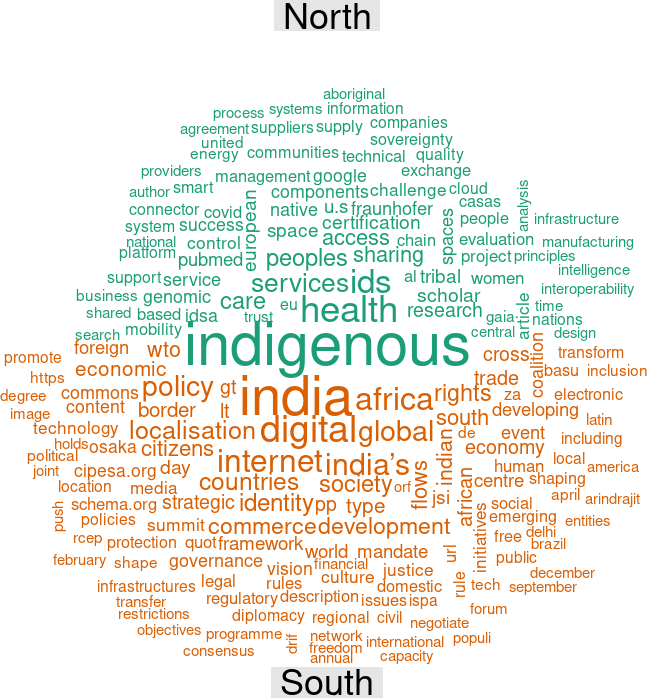 North
aboriginal
process systems information
agreement suppliers supply companies
united sovereignty
energy communities technical quality
providers management google exchange
author smart components challenge cloud analysis
connector covid european native u.s fraunhofer spaces casas
system success space certification people infrastructure
national control access chain evaluation manufacturing
platform pubmed peoples sharing project principles
support service services ids al tribal women intelligence
business genomic care eu health scholar article interoperability
shared based idsa trust research gaia time
search mobility indigenous central nations design
promote foreign wto cross coalition transform
https economic india trade basu inclusion
degree commons policy gt africa rights za electronic
image content border lt south developing latin
technology localisation digital global de event including
holds osaka citizens indian economy
political cipesa.org day internet india's human local america
joint countries society orf flows centre shaping
location media african april arindrajit
push schema.org strategic identity pp type jsi social
policies summit commerce development initiatives emerging entities
rcep protection quot framework free delhi
february shape governance world mandate url public brazil
vision financial justice december
infrastructures legal rules culture domestic rule tech september
transfer regulatory description issues ispa forum
restrictions diplomacy regional civil negotiate
objectives programme drif network international populi
consensus freedom
annual capacity
South